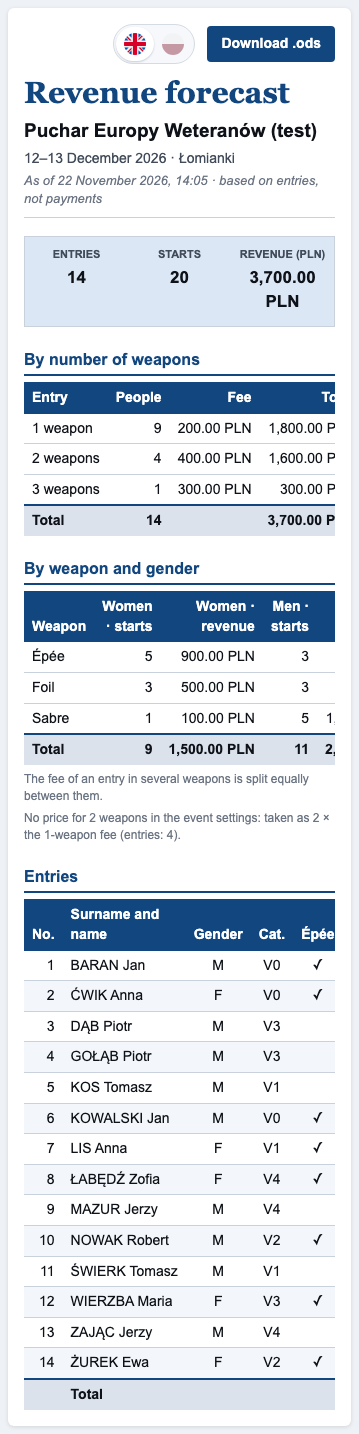 Download .ods
Revenue forecast
Puchar Europy Weteranów (test)
12–13 December 2026 · Łomianki
As of 22 November 2026, 14:05 · based on entries,
not payments
ENTRIES STARTS REVENUE (PLN)
14 20 3,700.00
PLN
By number of weapons
Entry People Fee To
1 weapon 9 200.00 PLN 1,800.00 P
2 weapons 4 400.00 PLN 1,600.00 P
3 weapons 1 300.00 PLN 300.00 P
Total 14 3,700.00 P
By weapon and gender
Women Women · Men ·
Weapon · starts revenue starts
Épée 5 900.00 PLN 3
Foil 3 500.00 PLN 3
Sabre 1 100.00 PLN 5 1,
Total 9 1,500.00 PLN 11 2,
The fee of an entry in several weapons is split equally
between them.
No price for 2 weapons in the event settings: taken as 2 ×
the 1-weapon fee (entries: 4).
Entries
Surname and
No. name Gender Cat. Épée
1 BARAN Jan M V0 ✓
2 ĆWIK Anna F V0 ✓
3 DĄB Piotr M V3
4 GOŁĄB Piotr M V3
5 KOS Tomasz M V1
6 KOWALSKI Jan M V0 ✓
7 LIS Anna F V1 ✓
8 ŁABĘDŹ Zofia F V4 ✓
9 MAZUR Jerzy M V4
10 NOWAK Robert M V2 ✓
11 ŚWIERK Tomasz M V1
12 WIERZBA Maria F V3 ✓
13 ZAJĄC Jerzy M V4
14 ŻUREK Ewa F V2 ✓
Total